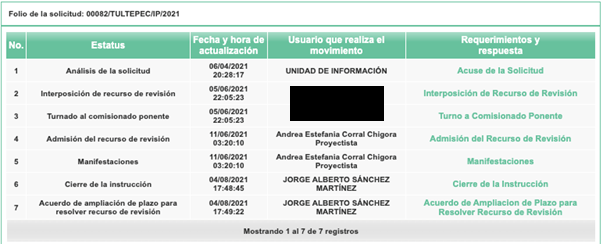 Folio de la solicitud: 00082/TULTEPEC/IP/2021
No. Estatus Fecha y hora de actualización Usuario que realiza el movimiento Requerimientos y respuesta
1 Análisis de la solicitud 06/04/2021 20:28:17 UNIDAD DE INFORMACIÓN Acuse de la Solicitud
2 Interposición de recurso de revisión 05/06/2021 22:05:23 Interposición de Recurso de Revisión
3 Turnado al comisionado ponente 05/06/2021 22:05:23 Turno a Comisionado Ponente
4 Admisión del recurso de revisión 11/06/2021 03:20:10 Andrea Estefania Corral Chigora Proyectista Admisión del Recurso de Revisión
5 Manifestaciones 11/06/2021 03:20:10 Andrea Estefania Corral Chigora Proyectista Manifestaciones
6 Cierre de la instrucción 04/08/2021 17:48:45 JORGE ALBERTO SÁNCHEZ MARTÍNEZ Cierre de la Instrucción
7 Acuerdo de ampliación de plazo para resolver recurso de revisión 04/08/2021 17:49:22 JORGE ALBERTO SÁNCHEZ MARTÍNEZ Acuerdo de Ampliacion de Plazo para Resolver Recurso de Revisión
Mostrando 1 al 7 de 7 registros